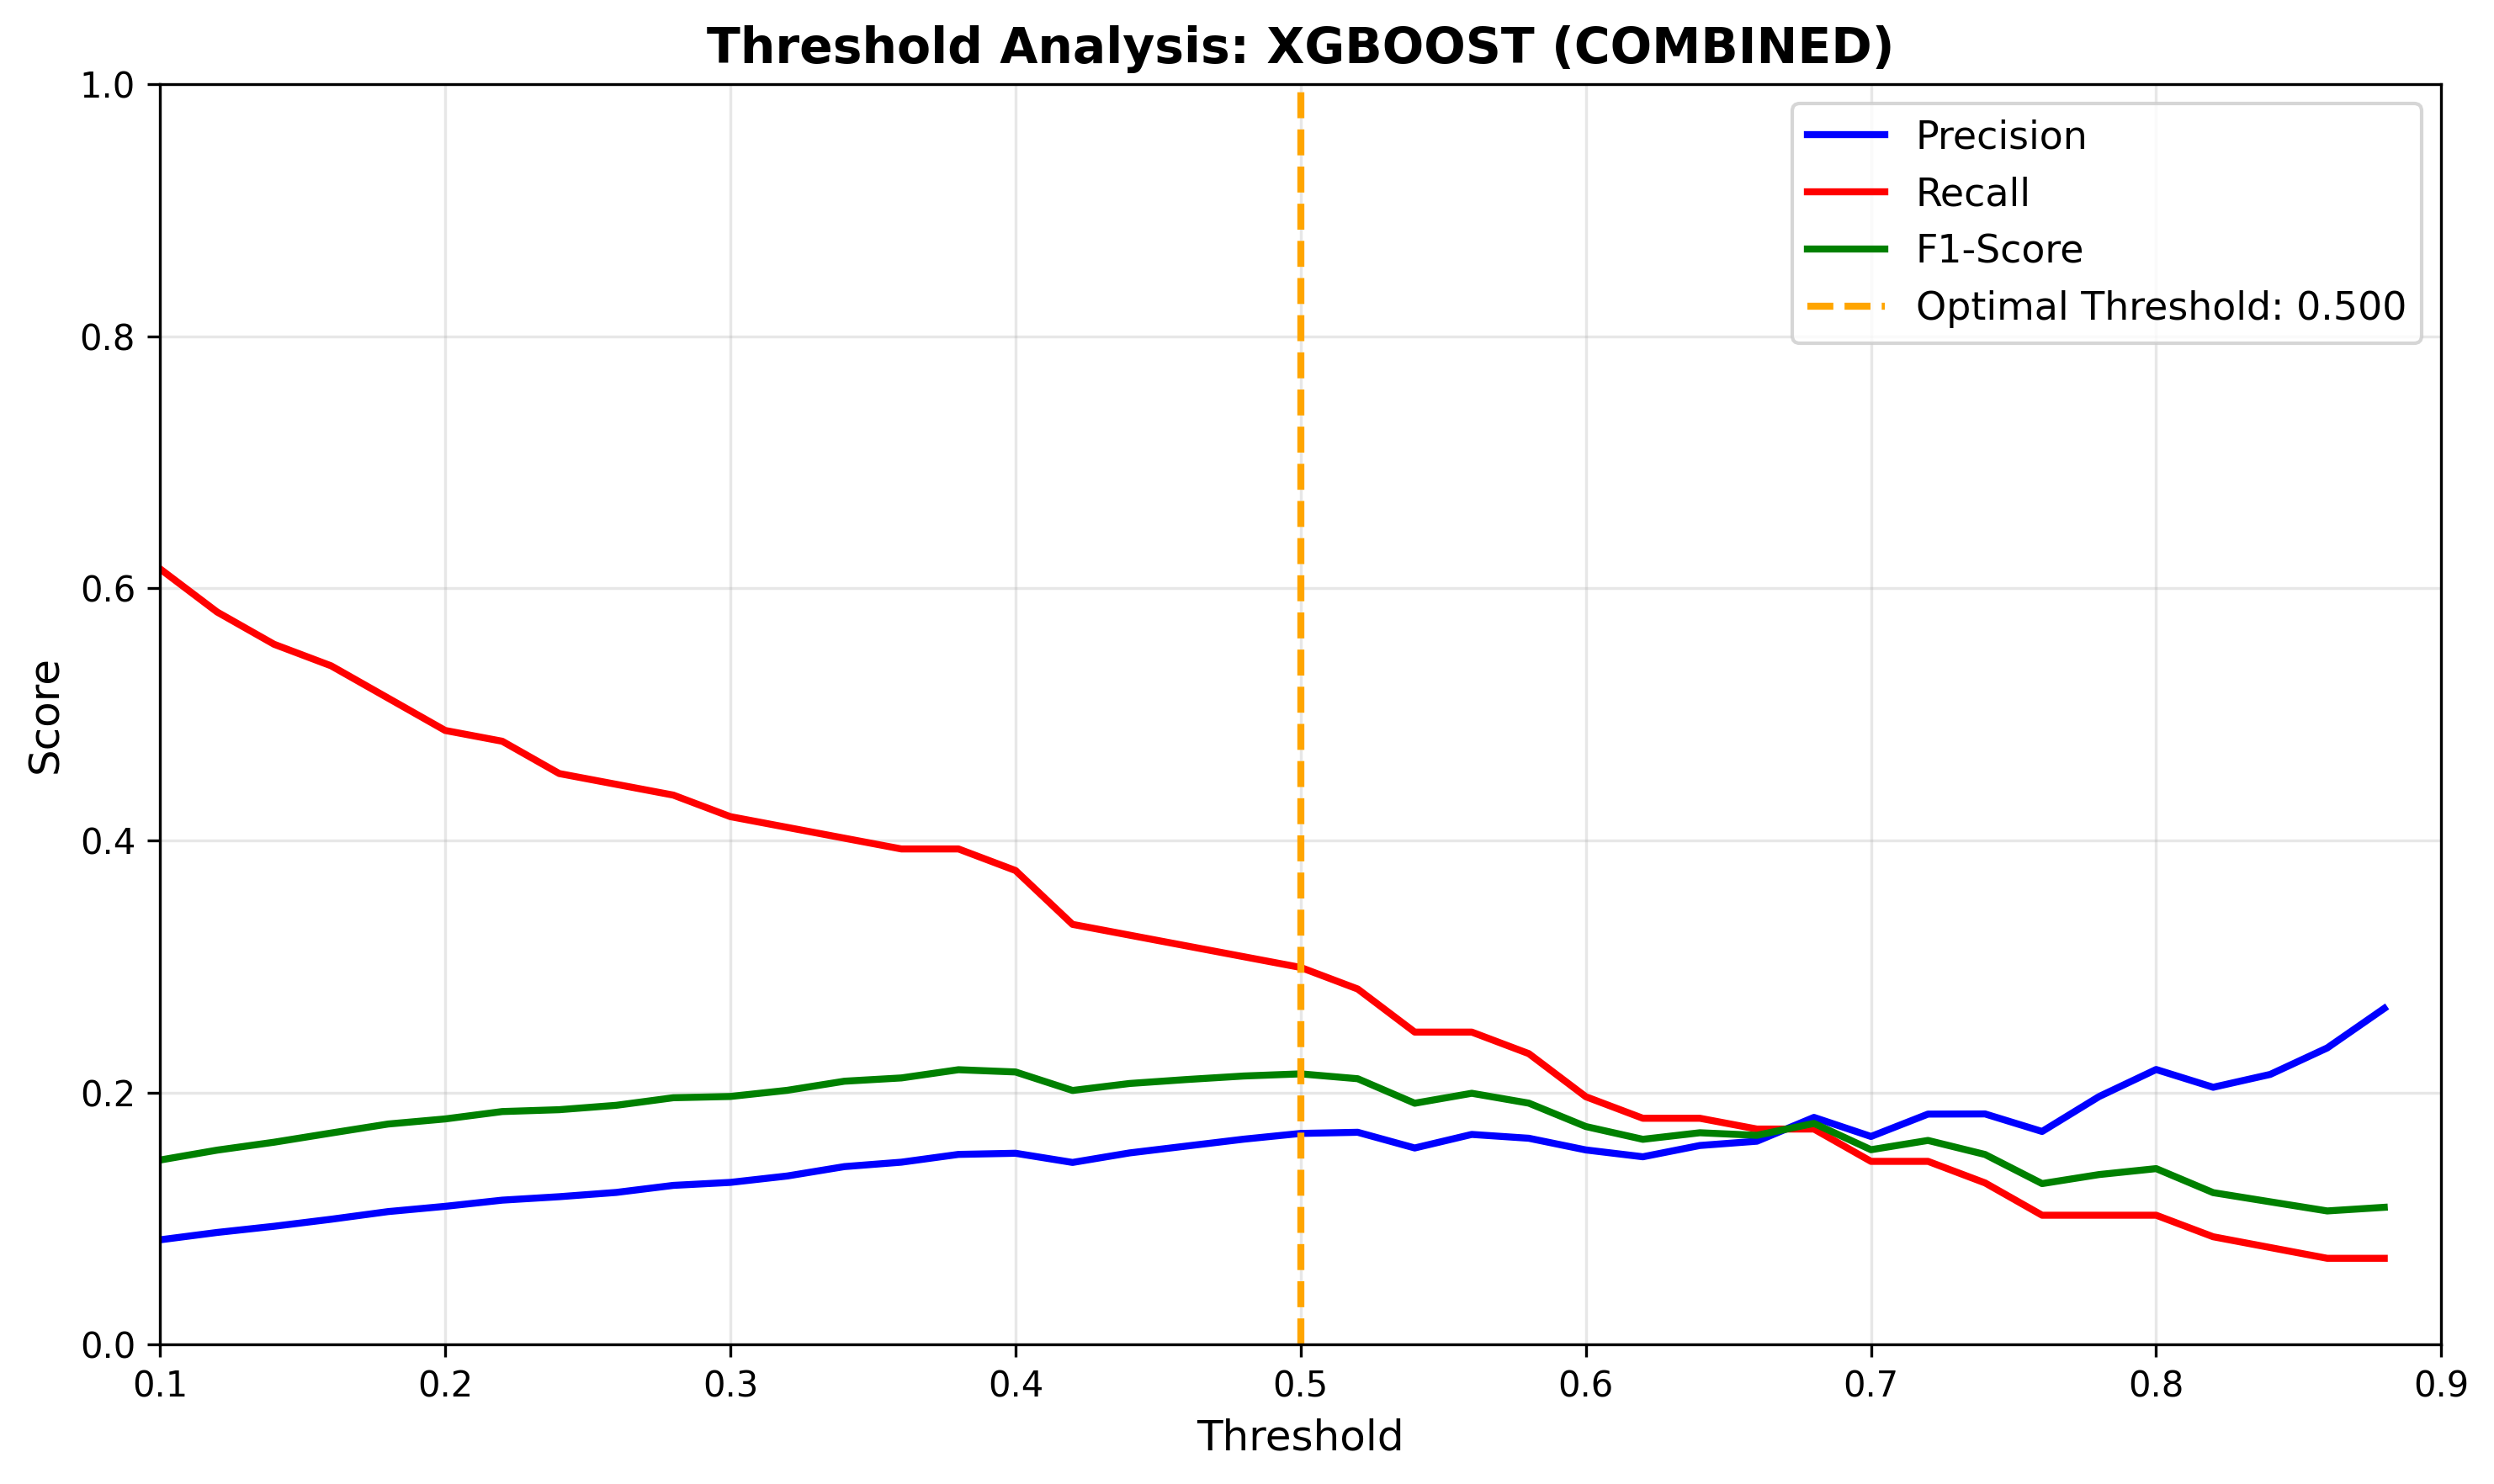 Threshold Analysis: XGBOOST (COMBINED)
1.0
0.8
0.6
0.4
0.2
0.0
Score
Precision
Recall
F1-Score
Optimal Threshold: 0.500
0.1 0.2 0.3 0.4 0.5 0.6 0.7 0.8 0.9
Threshold